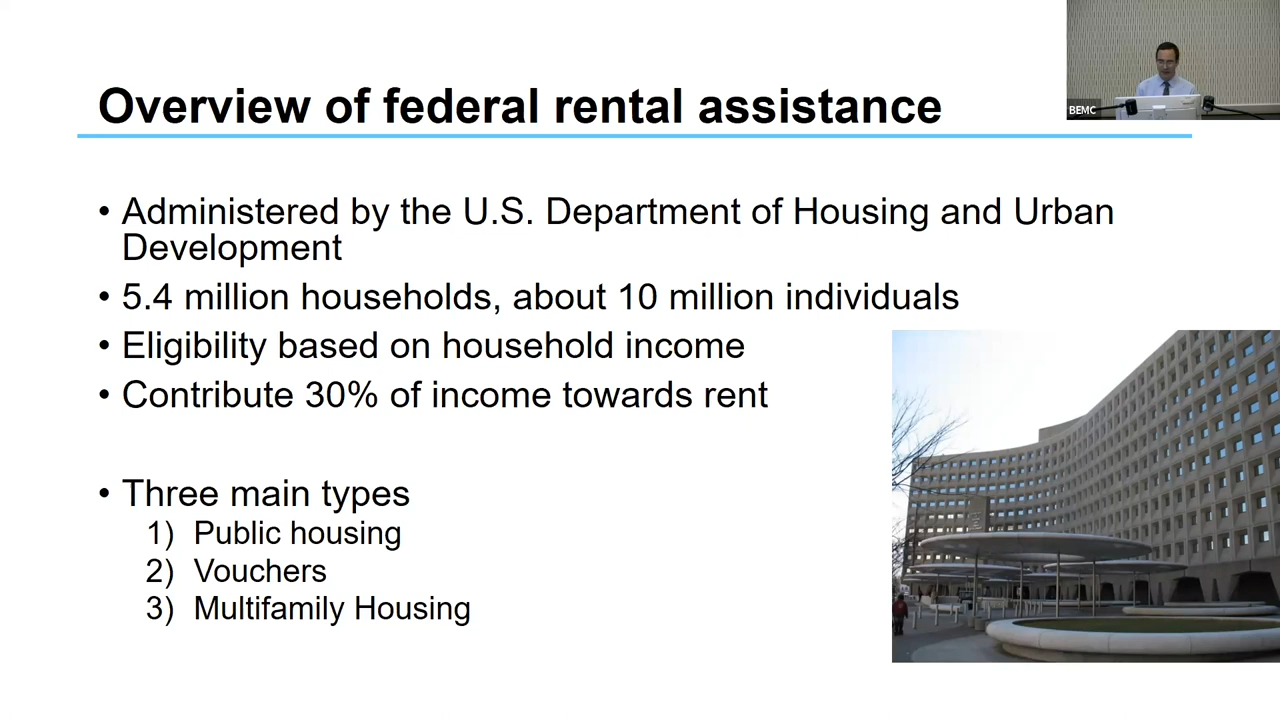 Overview of federal rental assistance
BEMC
• Administered by the U.S. Department of Housing and Urban
Development
• 5.4 million households, about 10 million individuals
• Eligibility based on household income
• Contribute 30% of income towards rent
• Three main types
1) Public housing
2) Vouchers
3) Multifamily Housing